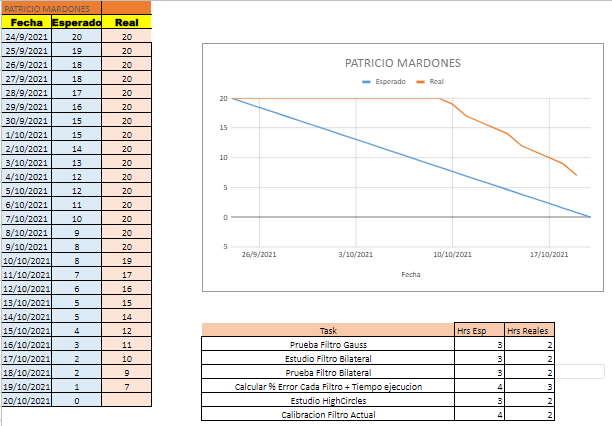 PATRICIO MARDONES
Fecha Esperado Real
24/9/2021 20 20
25/9/2021 19 20
26/9/2021 18 20
27/9/2021 18 20
28/9/2021 17 20
29/9/2021 16 20
30/9/2021 15 20
1/10/2021 15 20
2/10/2021 14 20
3/10/2021 13 20
4/10/2021 12 20
5/10/2021 12 20
6/10/2021 11 20
7/10/2021 10 20
8/10/2021 9 20
9/10/2021 8 20
10/10/2021 8 19
11/10/2021 7 17
12/10/2021 6 16
13/10/2021 5 15
14/10/2021 5 14
15/10/2021 4 12
16/10/2021 3 11
17/10/2021 2 10
18/10/2021 2 9
19/10/2021 1 7
20/10/2021 0
PATRICIO MARDONES
Esperado Real
20
15
10
5
0
5
26/9/2021 3/10/2021 10/10/2021 17/10/2021
Fecha
Task Hrs Esp Hrs Reales
Prueba Filtro Gauss 3 2
Estudio Filtro Bilateral 3 2
Prueba Filtro Bilateral 3 2
Calcular % Error Cada Filtro + Tiempo ejecucion 4 3
Estudio HighCircles 3 2
Calibracion Filtro Actual 4 2